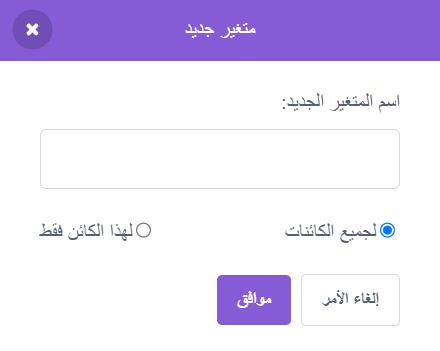 متغير جديد
اسم المتغير الجديد:
لجميع الكائنات
لهذا الكائن فقط
إلغاء الأمر
موافق